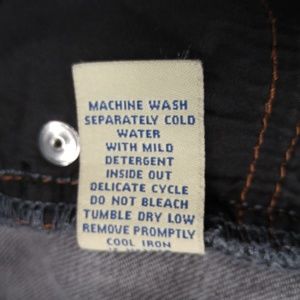 MACHINE WASH
SEPARATELY COLD
WATER
WITH MILD
DETERGENT
INSIDE OUT
DELICATE CYCLE
DO NOT BLEACH
TUMBLE DRY LOW
REMOVE PROMPTLY
COOL IRON